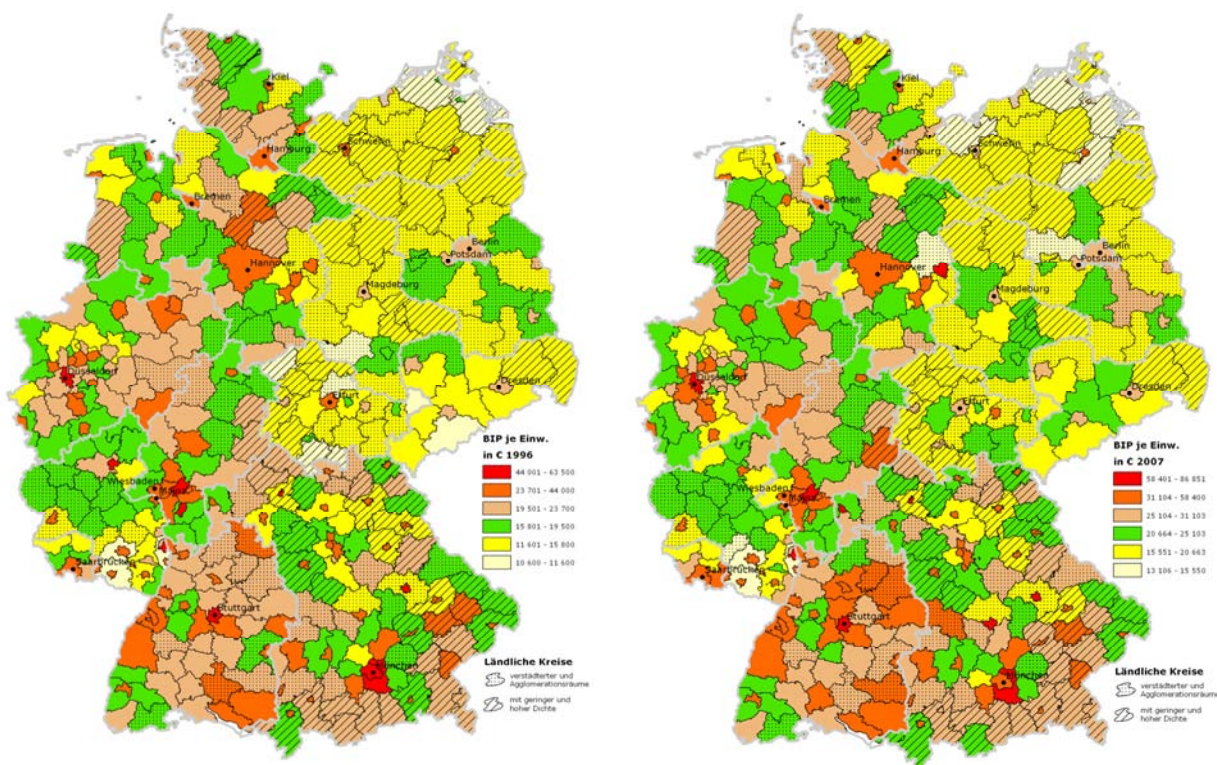 Kiel
Hamburg
Schwerin
Bremen
Berlin
Potsdam
Hannover
Magdeburg
Düsseldorf
Erfurt
Dresden
Wiesbaden
Saarbrücken
Stuttgart
München
BIP je Einw.
in € 1996
44 001 - 63 500
23 701 - 44 000
19 501 - 23 700
15 801 - 19 500
11 601 - 15 800
10 600 - 11 600
Ländliche Kreise
verstädterter und
Agglomerationsräume
mit geringer und
hoher Dichte
Kiel
Hamburg
Schwerin
Bremen
Berlin
Potsdam
Hannover
Magdeburg
Düsseldorf
Erfurt
Dresden
Wiesbaden
Saarbrücken
Stuttgart
München
BIP je Einw.
in € 2007
58 401 - 86 851
31 104 - 58 400
25 104 - 31 103
20 664 - 25 103
15 551 - 20 663
13 106 - 15 550
Ländliche Kreise
verstädterter und
Agglomerationsräume
mit geringer und
hoher Dichte